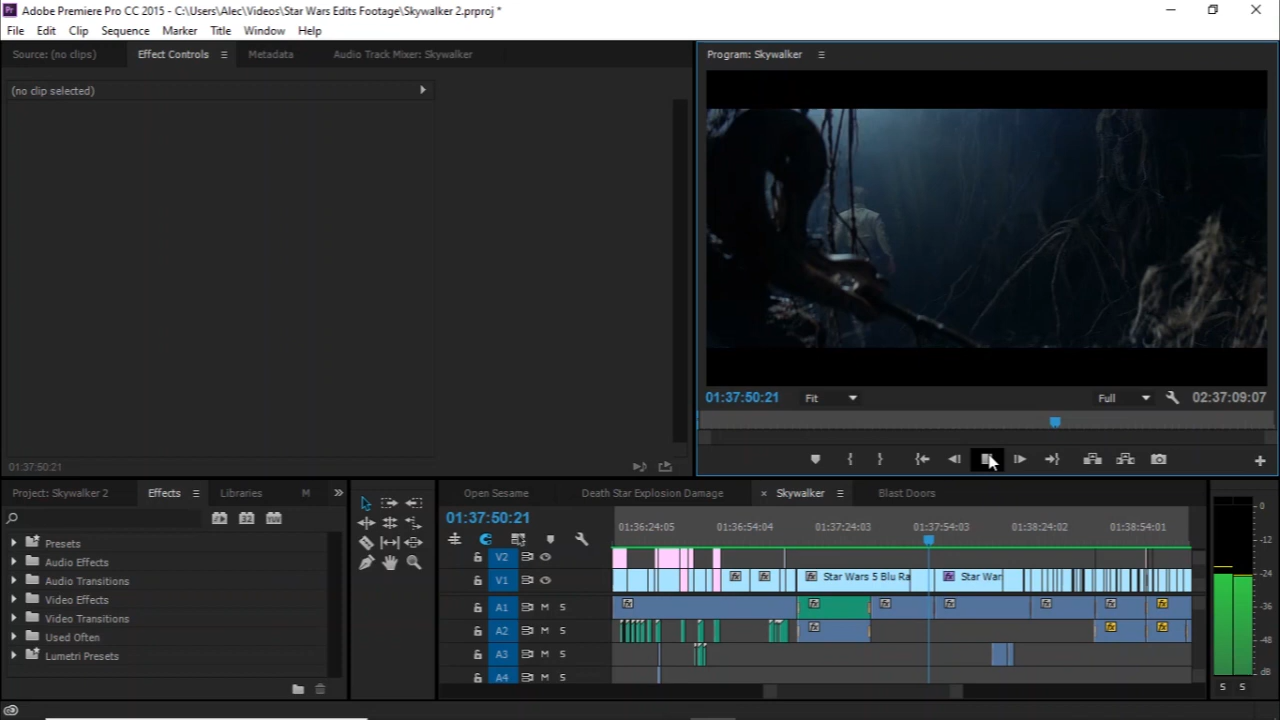 Adobe Premiere Pro CC 2015 - C:\Users\Alec\Videos\Star Wars Edits Footage\Skywalker 2.prproj *
File Edit Clip Sequence Marker Title Window Help
Source: (no clips) Effect Controls Metadata Audio Track Mixer: Skywalker
Program: Skywalker
(no clip selected)
01:37:50:21 Fit Full 02:37:09:07
01:37:50:21
Project: Skywalker 2 Effects Libraries M
Open Sesame Death Star Explosion Damage × Skywalker Blast Doors
01:37:50:21
01:36:24:05 01:36:54:04 01:37:24:03 01:37:54:03 01:38:24:02 01:38:54:01
Presets
Audio Effects
Audio Transitions
Video Effects
Video Transitions
Used Often
Lumetri Presets
V2
V1 Star Wars 5 Blu Ra Star War
A1 M S
A2 M S
A3 M S
A4 M S
0
-12
-24
-36
-48
dB
S S